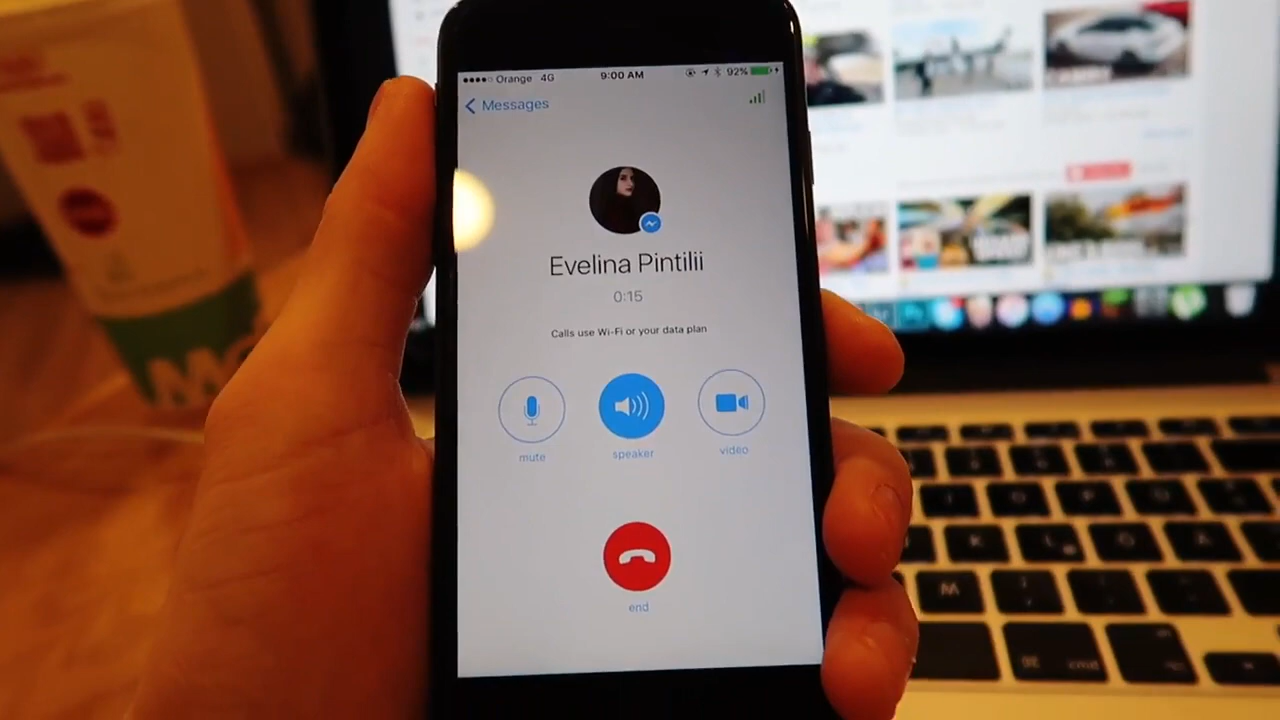 Orange 4G 9:00 AM 92%
Messages
Evelina Pintilii
0:15
Calls use Wi-Fi or your data plan
mute speaker video
end
cmd